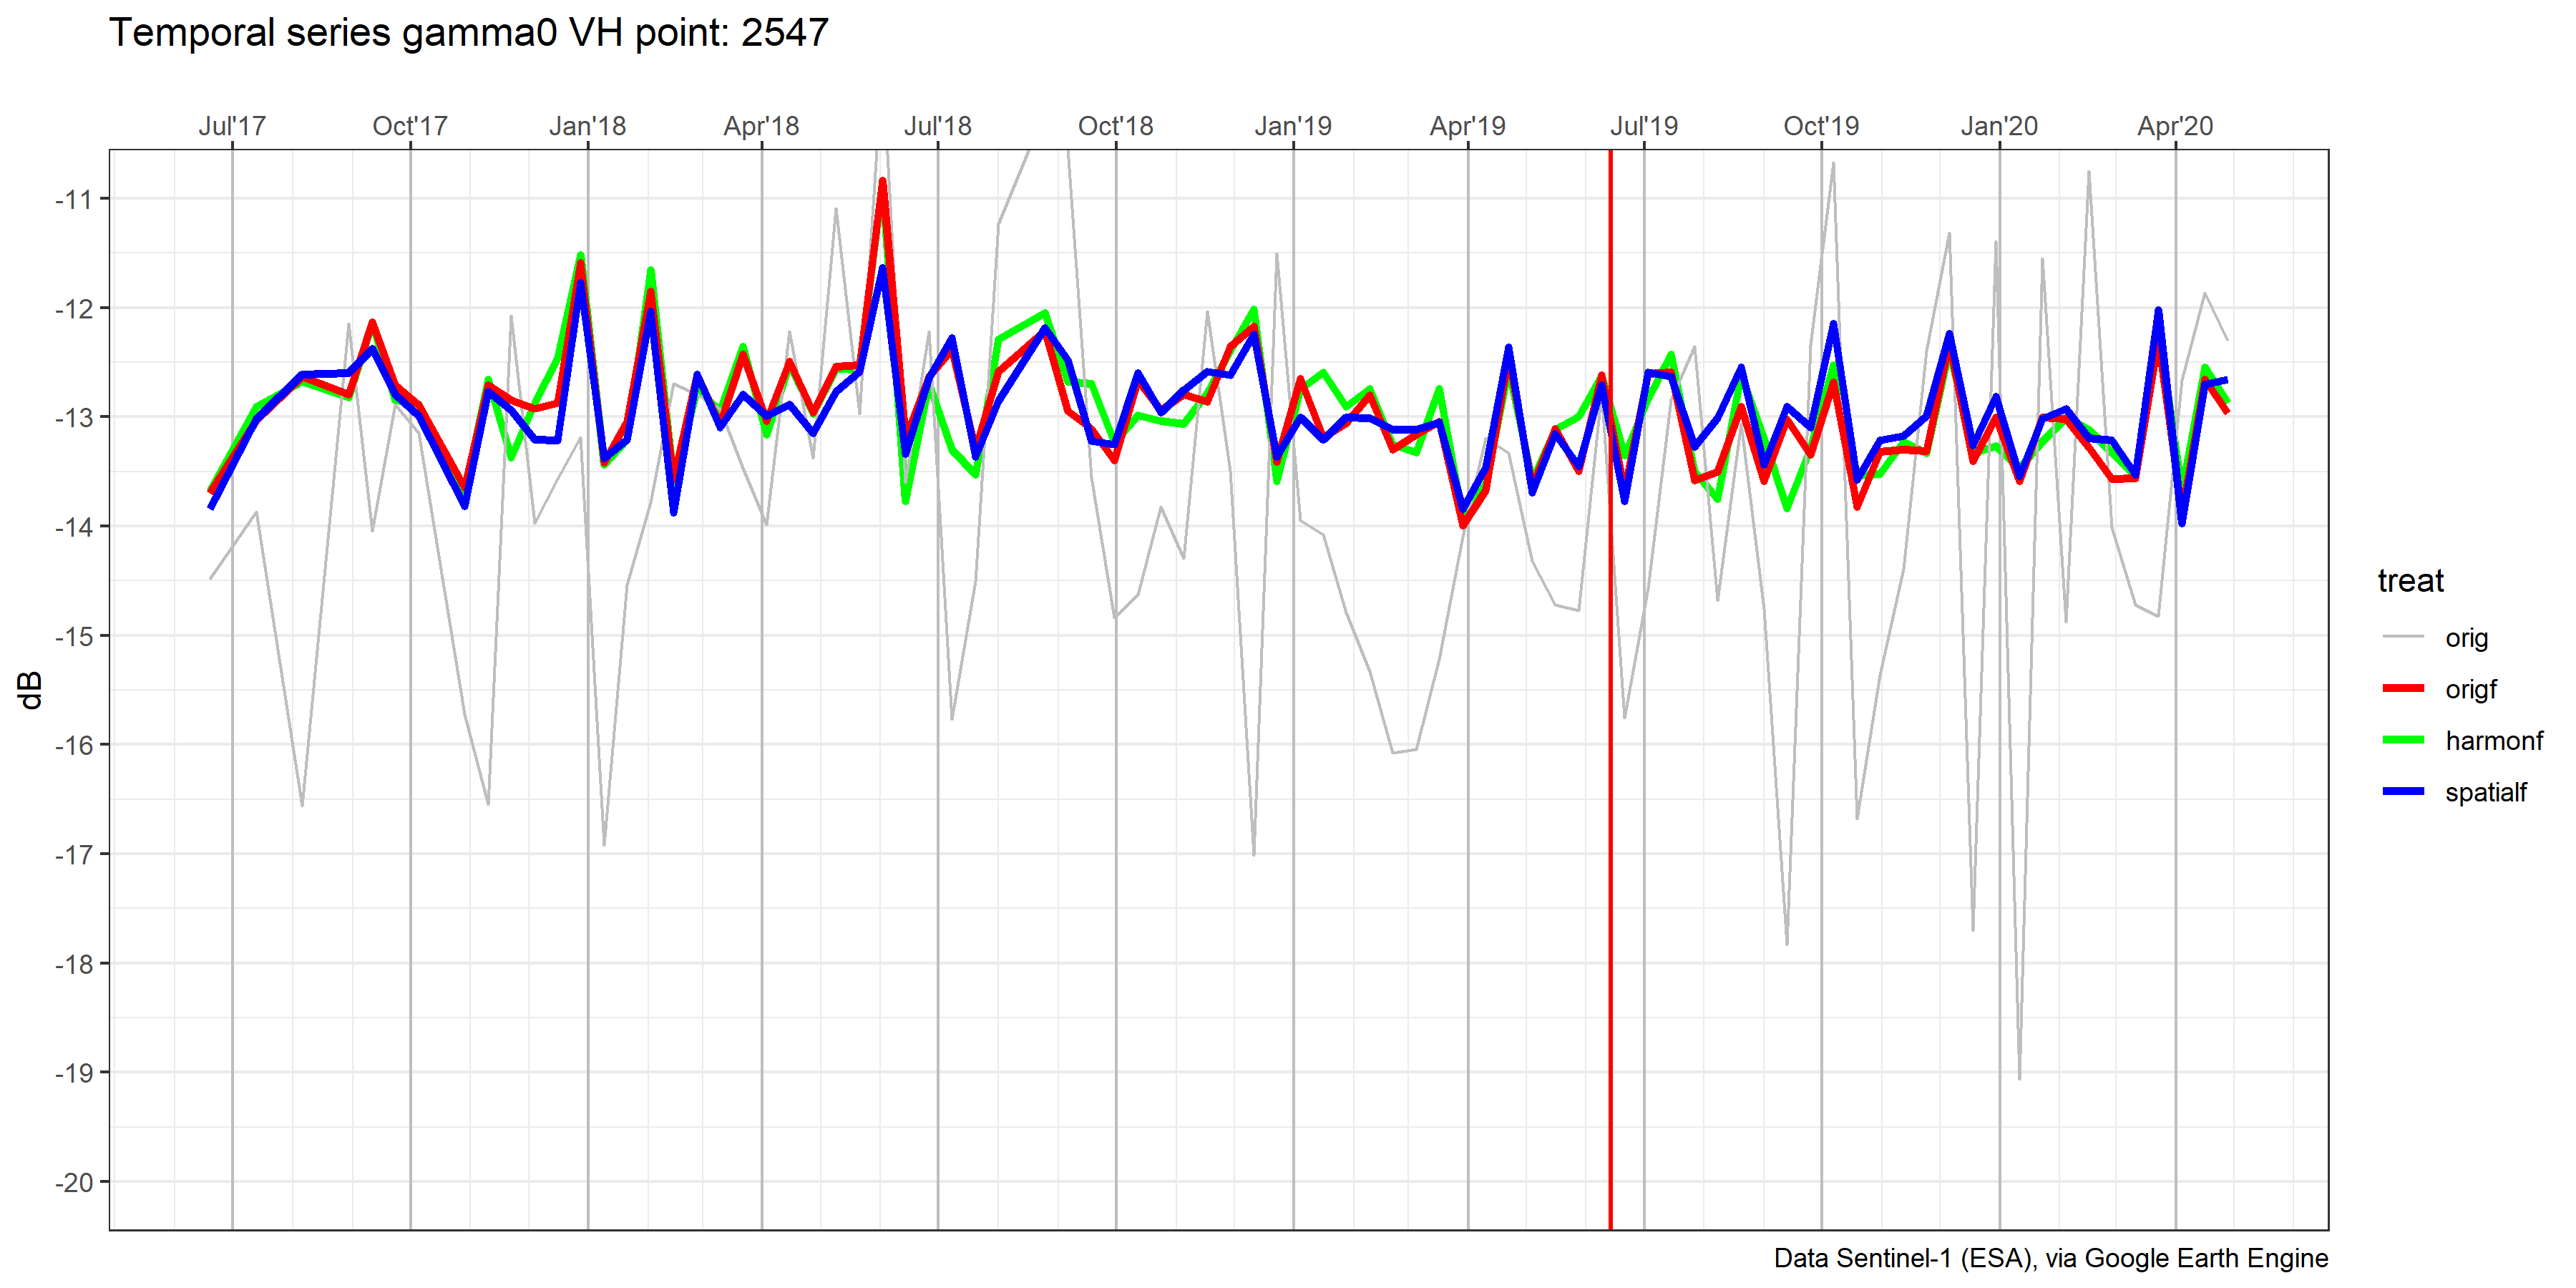 Temporal series gamma0 VH point: 2547
Jul'17 Oct'17 Jan'18 Apr'18 Jul'18 Oct'18 Jan'19 Apr'19 Jul'19 Oct'19 Jan'20 Apr'20
-11
-12
-13
-14
-15
-16
-17
-18
-19
-20
dB
treat
orig
origf
harmonf
spatialf
Data Sentinel-1 (ESA), via Google Earth Engine